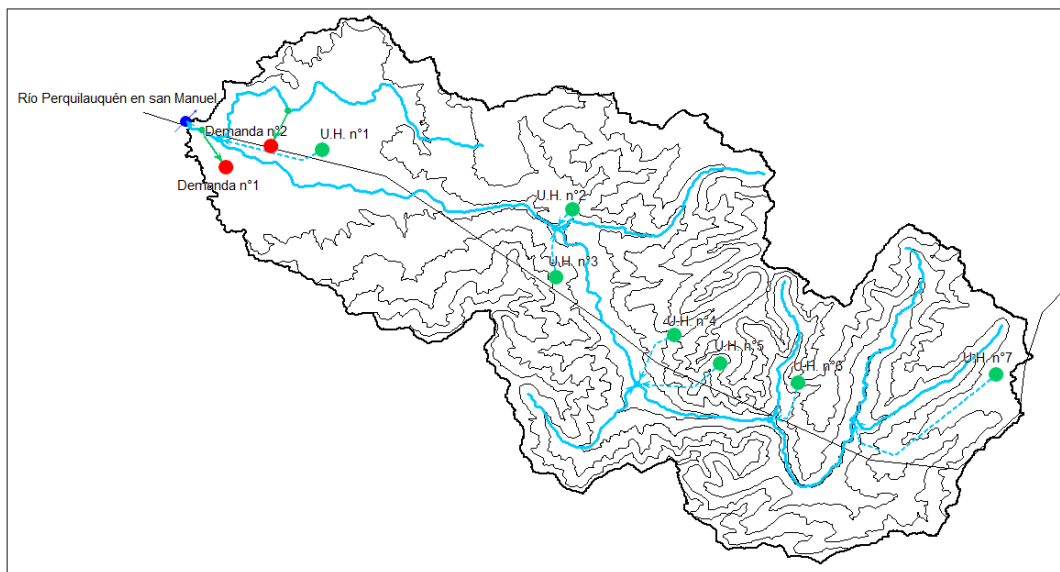 Río Perquilauquén en san Manuel
Demanda n°2
U.H. n°1
Demanda n°1
U.H. n°2
U.H. n°3
U.H. n°4
U.H. n°5
U.H. n°6
U.H. n°7